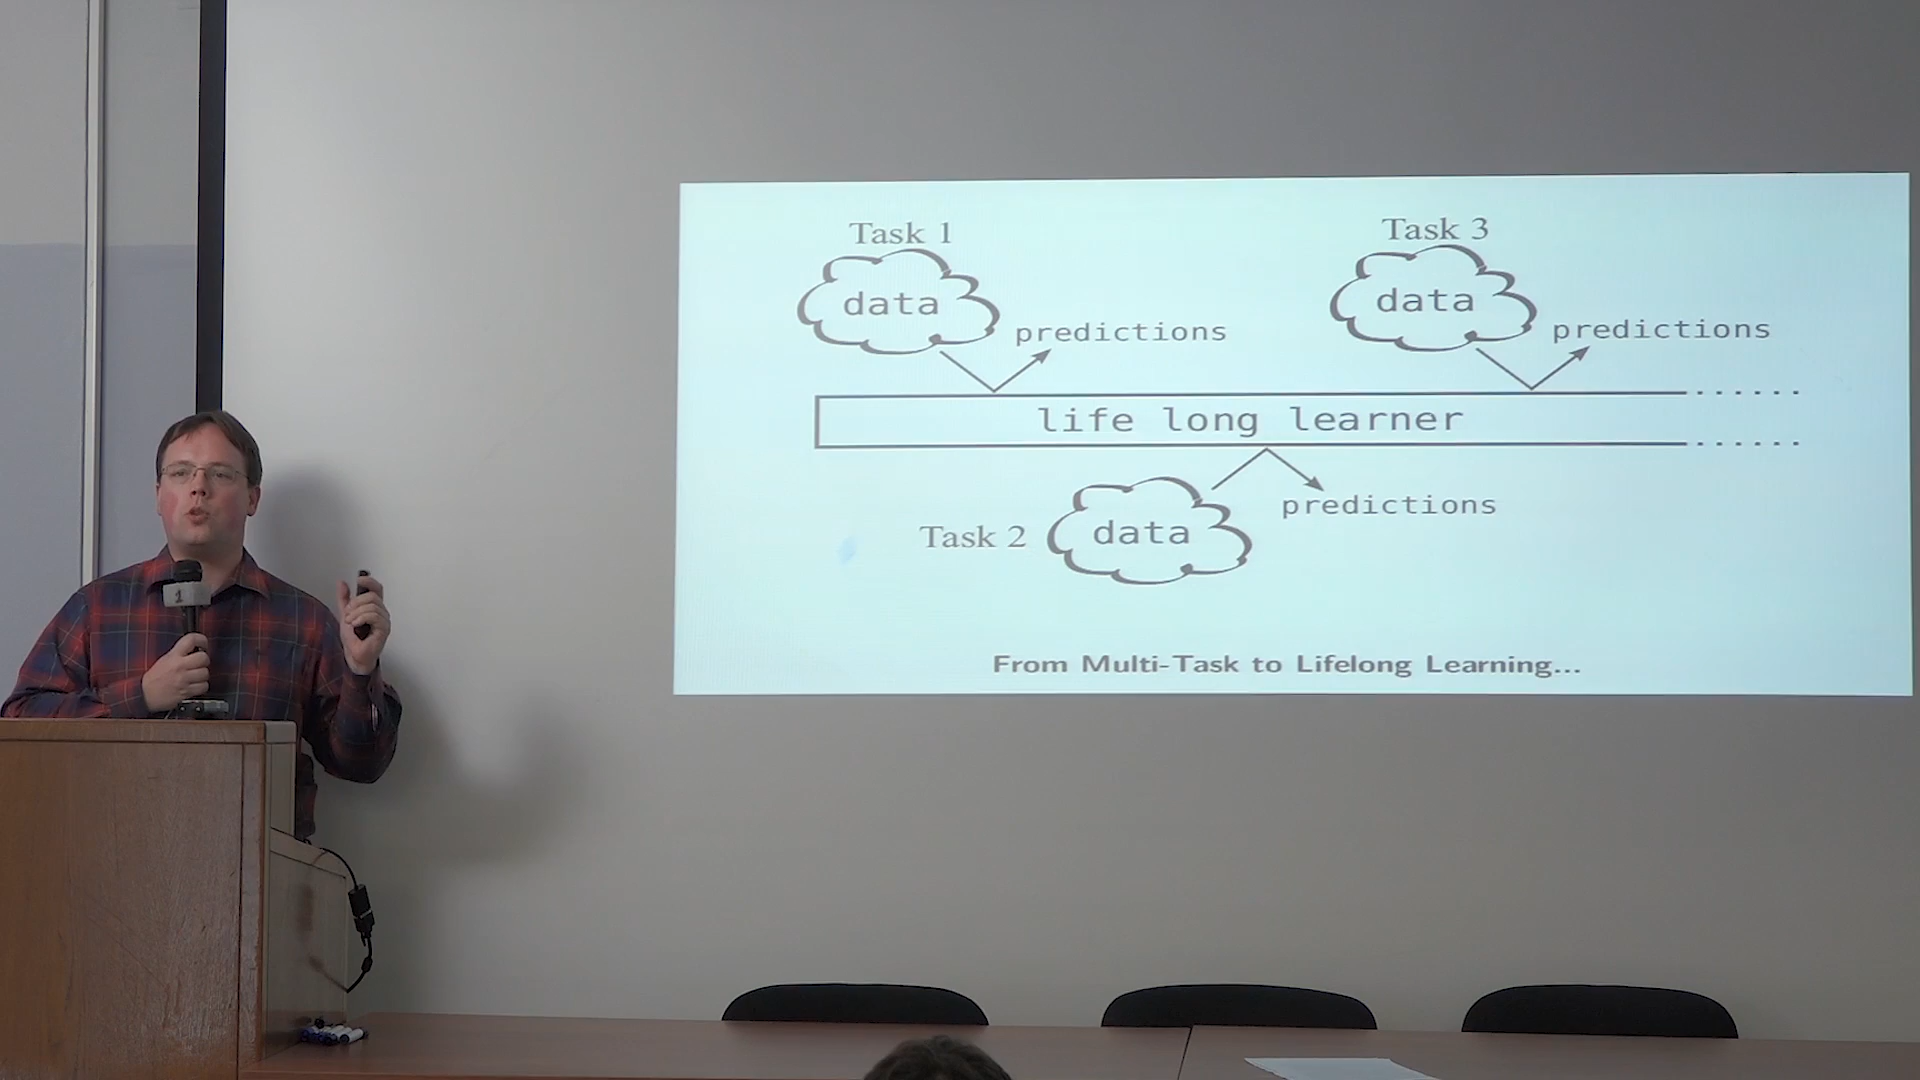 Task 1
Task 3
data
data
predictions
predictions
life long learner
Task 2
data
predictions
From Multi-Task to Lifelong Learning...
1